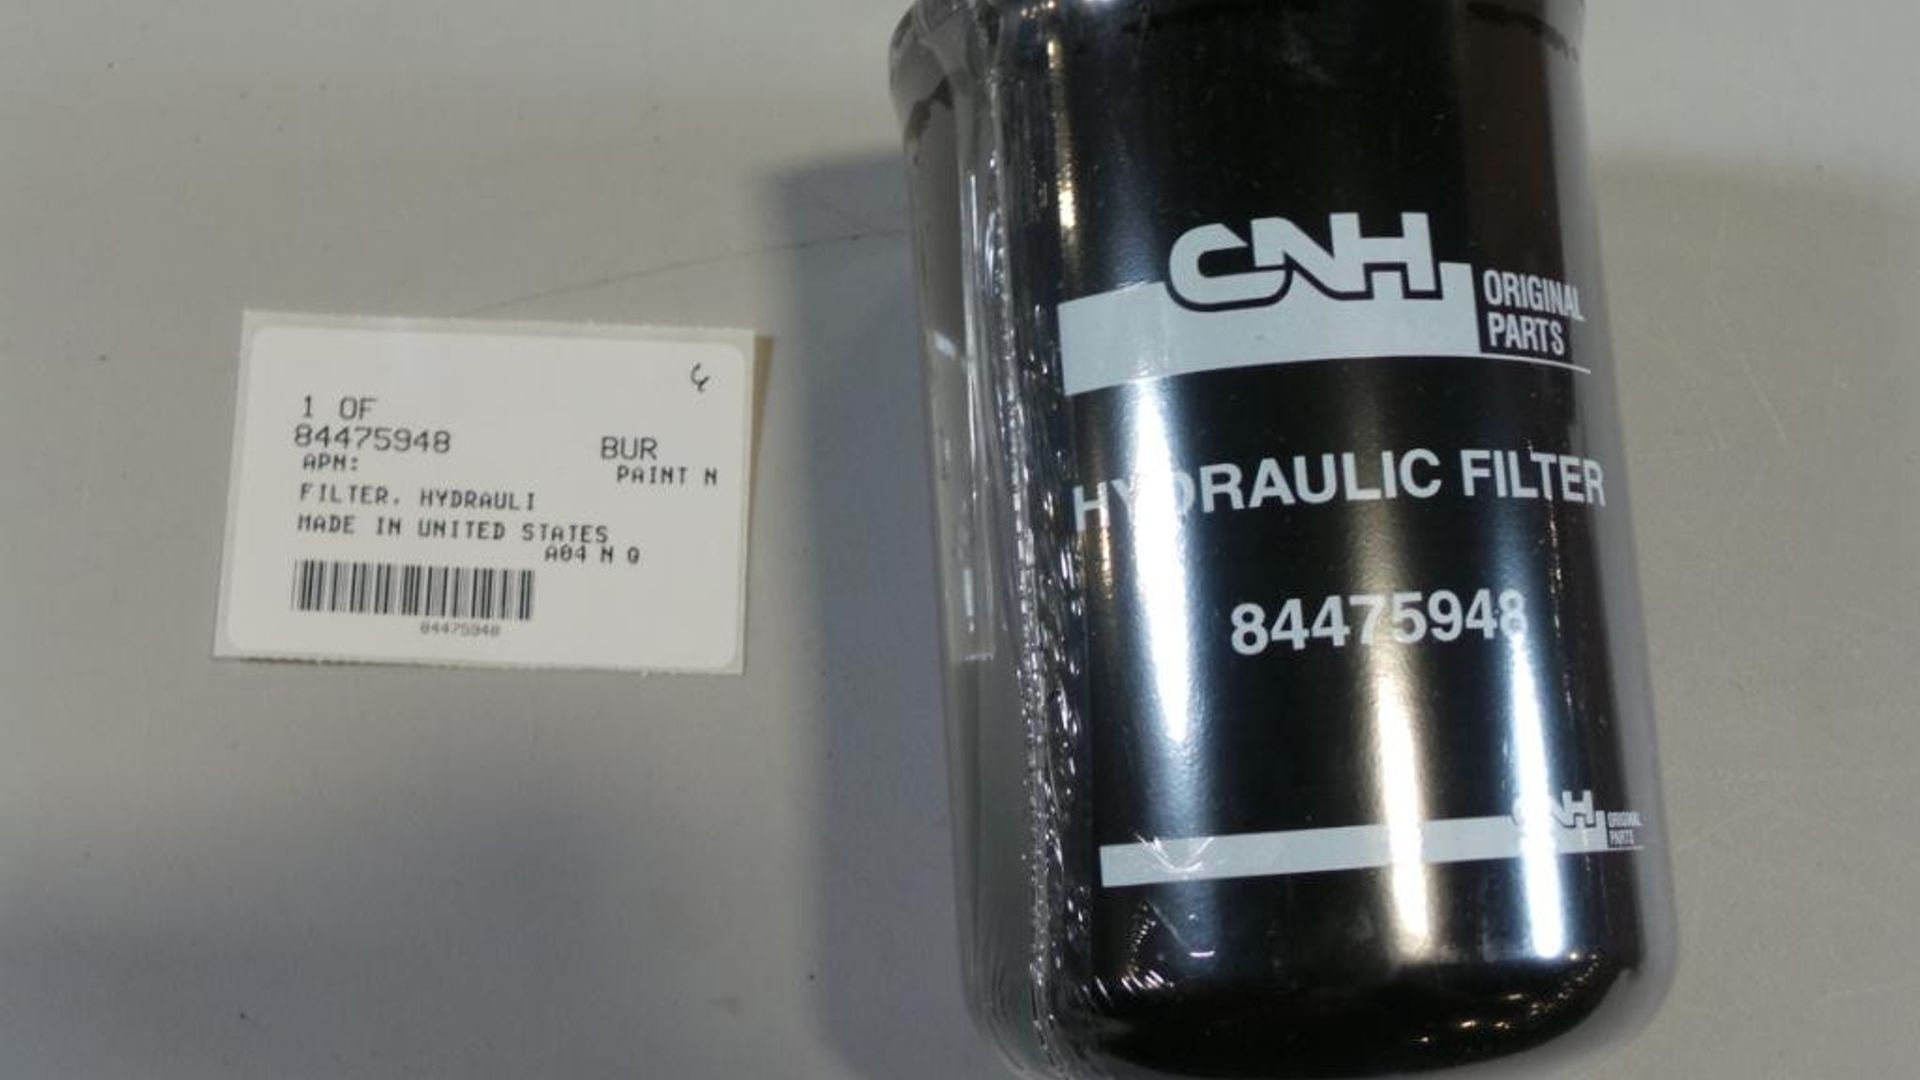 6
1 OF
84475948 BUR
APN: PAINT N
FILTER, HYDRAULI
MADE IN UNITED STATES
A04 N Q
84475948
CNH ORIGINAL
PARTS
HYDRAULIC FILTER
84475948
CNH ORIGINAL
PARTS